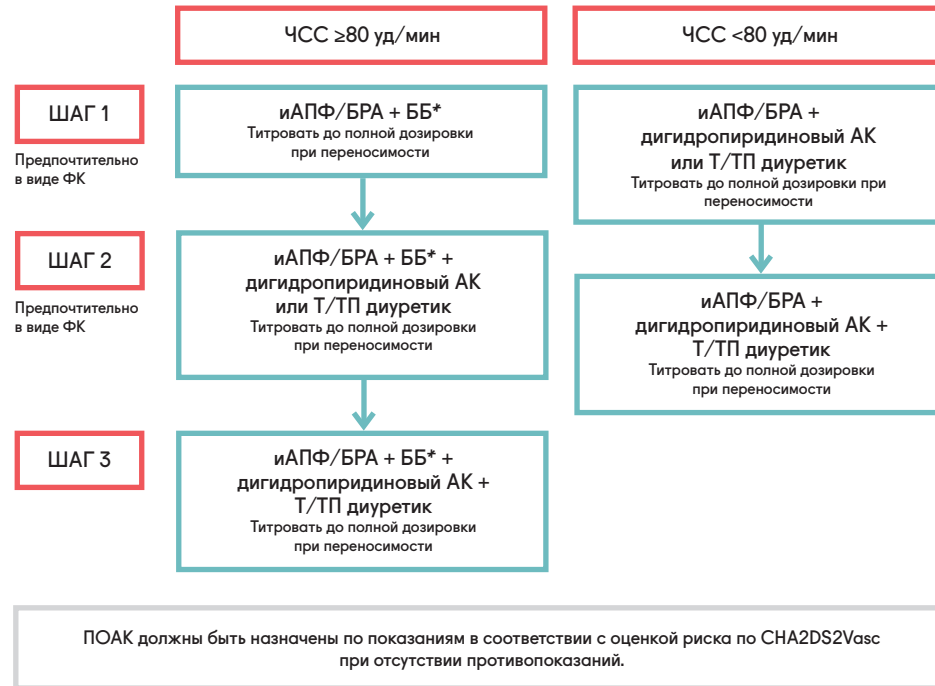 ЧСС ≥80 уд/мин
ЧСС <80 уд/мин
ШАГ 1
Предпочтительно
в виде ФК
иАПФ/БРА + ББ*
Титровать до полной дозировки
при переносимости
иАПФ/БРА +
дигидропиридиновый АК
или Т/ТП диуретик
Титровать до полной дозировки при
переносимости
ШАГ 2
Предпочтительно
в виде ФК
иАПФ/БРА + ББ* +
дигидропиридиновый АК
или Т/ТП диуретик
Титровать до полной дозировки
при переносимости
иАПФ/БРА +
дигидропиридиновый АК +
Т/ТП диуретик
Титровать до полной дозировки
при переносимости
ШАГ 3
иАПФ/БРА + ББ* +
дигидропиридиновый АК +
Т/ТП диуретик
Титровать до полной дозировки
при переносимости
ПОАК должны быть назначены по показаниям в соответствии с оценкой риска по CHA2DS2Vasc
при отсутствии противопоказаний.